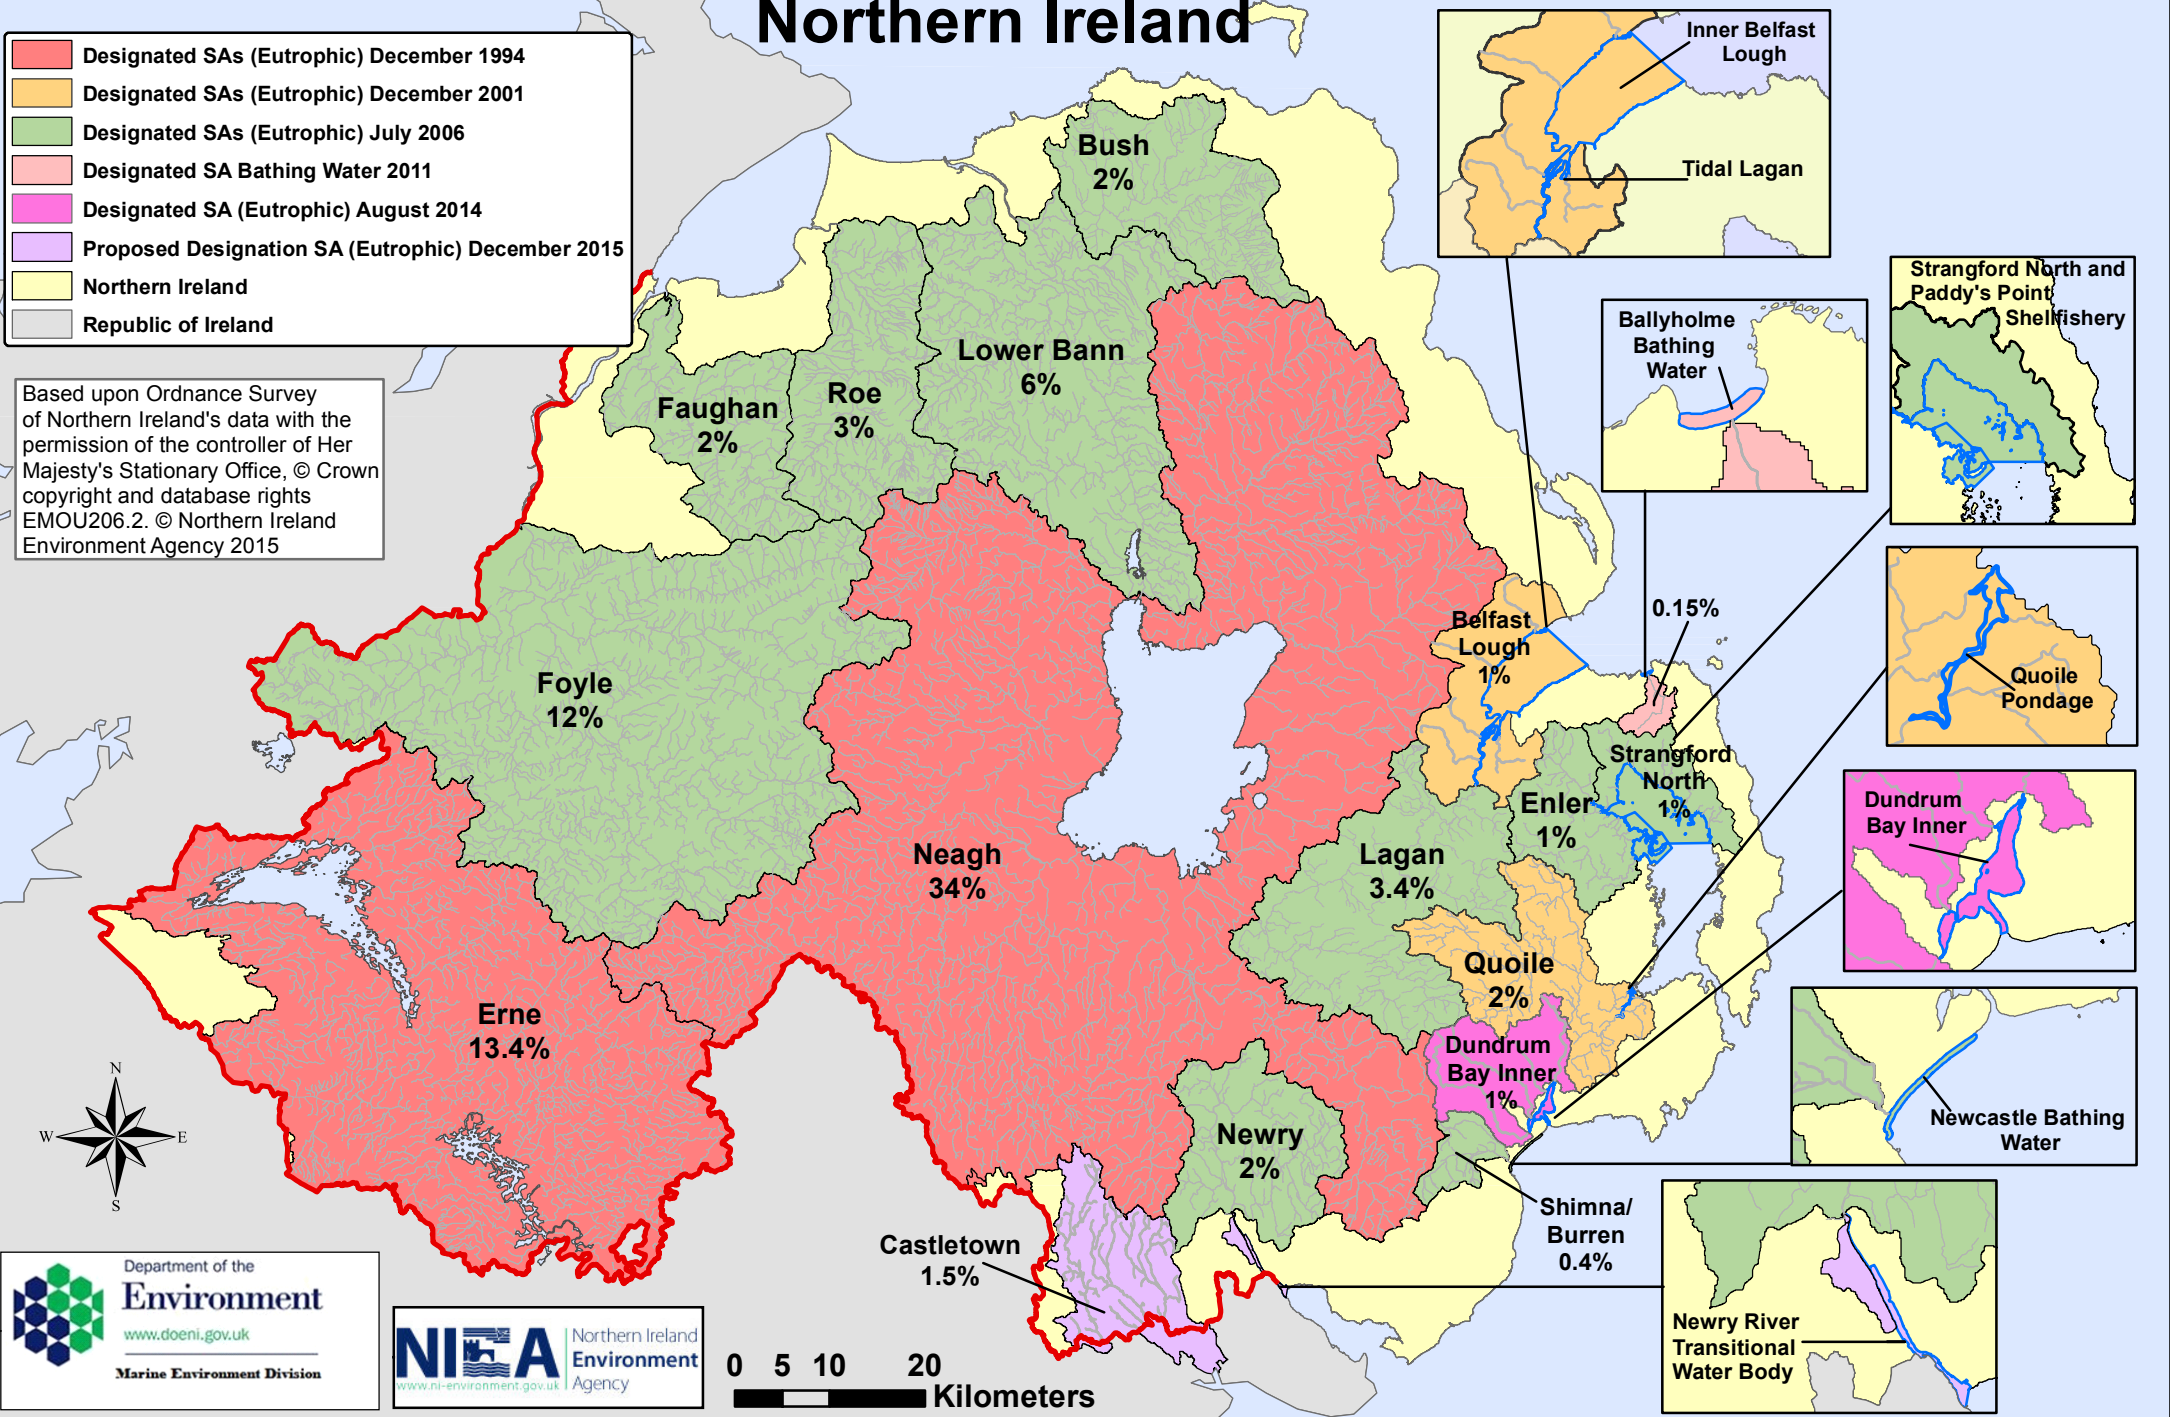 Northern Ireland
Designated SAs (Eutrophic) December 1994
Designated SAs (Eutrophic) December 2001
Designated SAs (Eutrophic) July 2006
Designated SA Bathing Water 2011
Designated SA (Eutrophic) August 2014
Proposed Designation SA (Eutrophic) December 2015
Northern Ireland
Republic of Ireland
Based upon Ordnance Survey
of Northern Ireland's data with the
permission of the controller of Her
Majesty's Stationary Office, © Crown
copyright and database rights
EMOU206.2. © Northern Ireland
Environment Agency 2015
Bush
2%
Lower Bann
6%
Roe
3%
Faughan
2%
Foyle
12%
Neagh
34%
Erne
13.4%
Belfast
Lough
1%
0.15%
Strangford
North
1%
Enler
1%
Lagan
3.4%
Quoile
2%
Dundrum
Bay Inner
1%
Newry
2%
Shimna/
Burren
0.4%
Castletown
1.5%
Inner Belfast
Lough
Tidal Lagan
Ballyholme
Bathing
Water
Strangford North and
Paddy's Point
Shellfishery
Quoile
Pondage
Dundrum
Bay Inner
Newcastle Bathing
Water
Newry River
Transitional
Water Body
N
W
E
S
Department of the
Environment
www.doeni.gov.uk
Marine Environment Division
NIEA
www.ni-environment.gov.uk
Northern Ireland
Environment
Agency
0 5 10 20
Kilometers